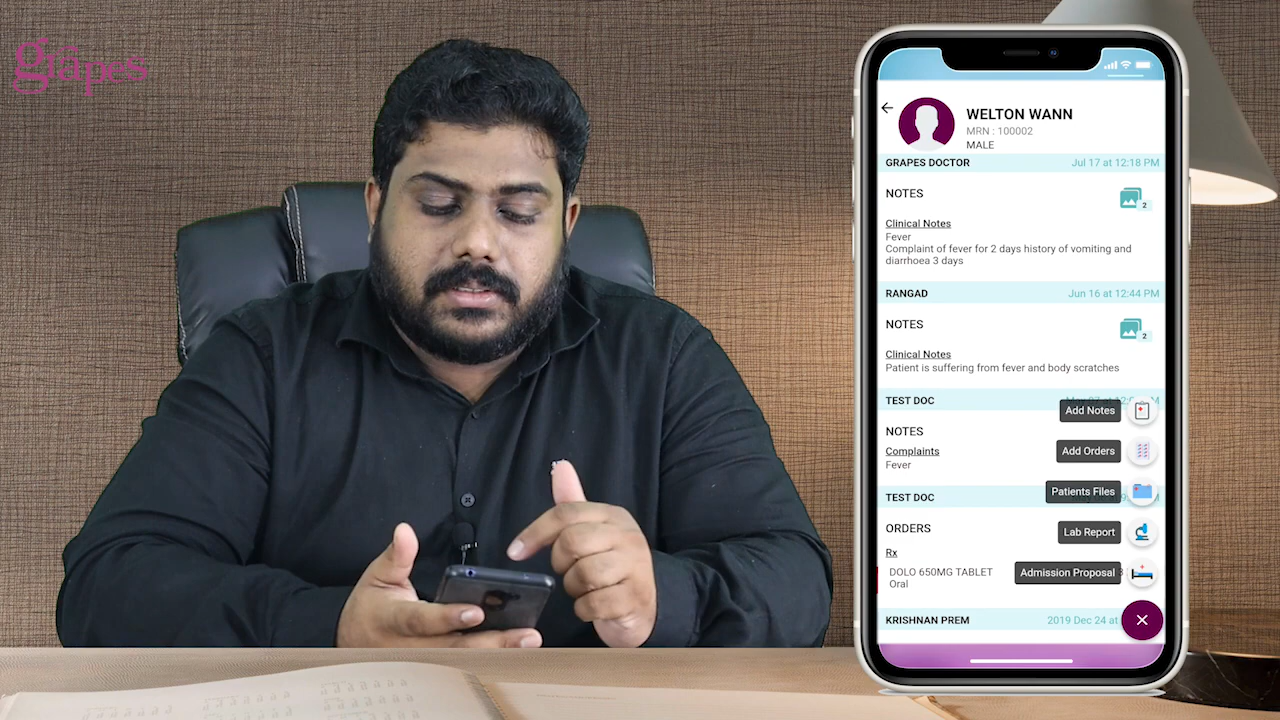 grapes
WELTON WANN
MRN : 100002
MALE
GRAPES DOCTOR Jul 17 at 12:18 PM
NOTES
2
Clinical Notes
Fever
Complaint of fever for 2 days history of vomiting and
diarrhoea 3 days
RANGAD Jun 16 at 12:44 PM
NOTES
2
Clinical Notes
Patient is suffering from fever and body scratches
TEST DOC
Add Notes
NOTES
Complaints
Add Orders
Fever
Patients Files
TEST DOC
ORDERS
Lab Report
Rx
DOLO 650MG TABLET
Admission Proposal
Oral
KRISHNAN PREM 2019 Dec 24 at